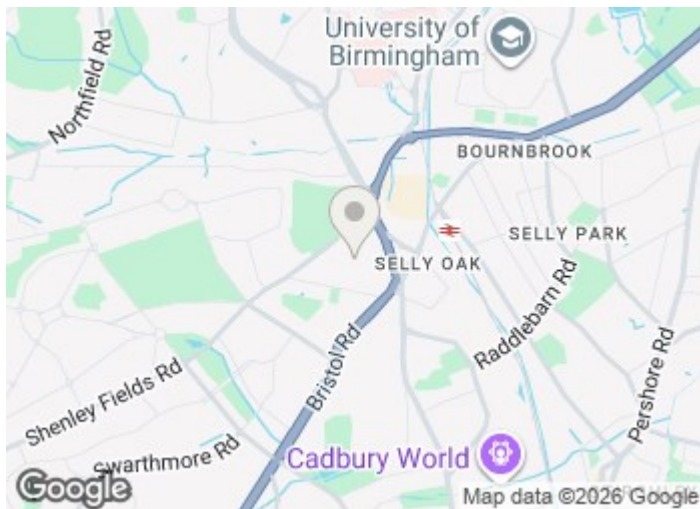 University of
Birmingham
Northfield Rd
BOURNBROOK
SELLY PARK
SELLY OAK
Raddlebarn Rd
Bristol Rd
Pershore Rd
Shenley Fields Rd
Swarthmore Rd
Cadbury World
Google
Map data ©2026 Google